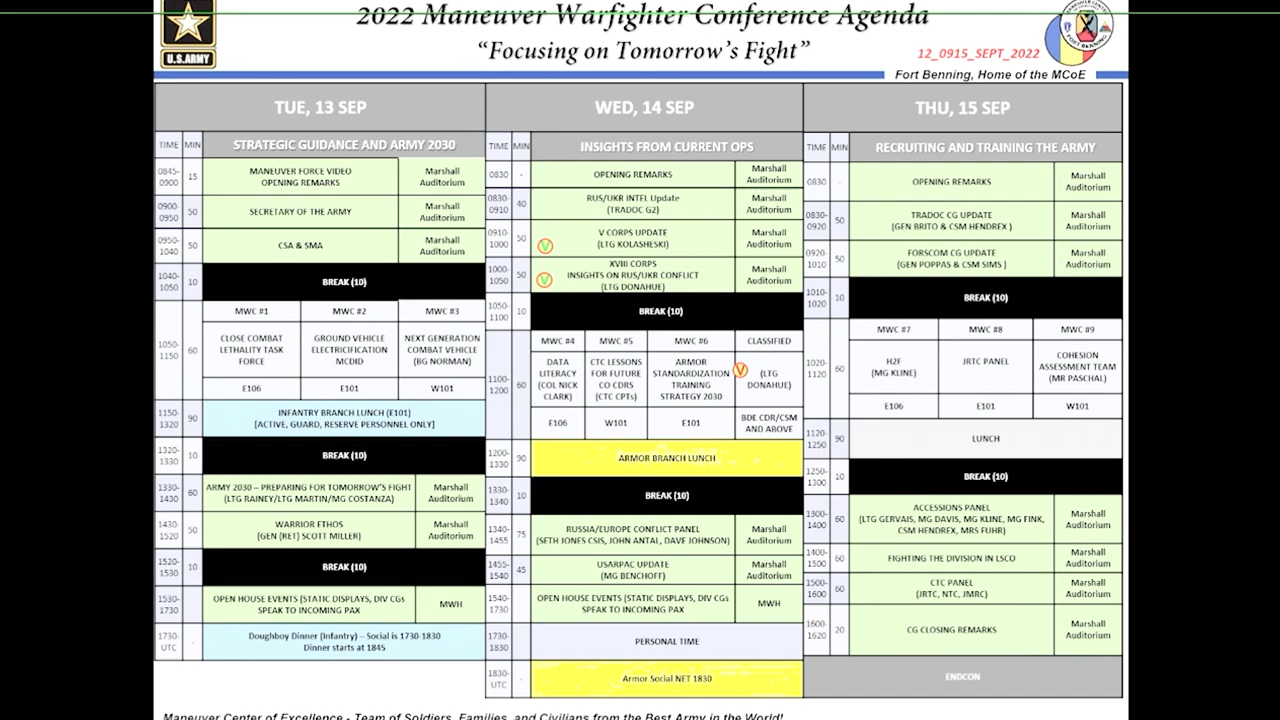 2022 Maneuver Warfighter Conference Agenda
"Focusing on Tomorrow's Fight"
12_0915_SEPT_2022
U.S.ARMY
FORT BENNING
Fort Benning, Home of the MCoE
TUE, 13 SEP
TIME MIN STRATEGIC GUIDANCE AND ARMY 2030
0845-
0900
15
MANEUVER FORCE VIDEO
OPENING REMARKS
Marshall
Auditorium
0900-
0950
50
SECRETARY OF THE ARMY
Marshall
Auditorium
0950-
1040
50
CSA & SMA
Marshall
Auditorium
1040-
1050
10
BREAK (10)
1050-
1150
60
MWC #1
CLOSE COMBAT
LETHALITY TASK
FORCE
E106
MWC #2
GROUND VEHICLE
ELECTRICIFICATION
MCDID
E101
MWC #3
NEXT GENERATION
COMBAT VEHICLE
(BG NORMAN)
W101
1150-
1320
90
INFANTRY BRANCH LUNCH (E101)
[ACTIVE, GUARD, RESERVE PERSONNEL ONLY]
1320-
1330
10
BREAK (10)
1330-
1430
60
ARMY 2030 – PREPARING FOR TOMORROW'S FIGHT
(LTG RAINEY/LTG MARTIN/MG COSTANZA)
Marshall
Auditorium
1430-
1520
50
WARRIOR ETHOS
(GEN (RET) SCOTT MILLER)
Marshall
Auditorium
1520-
1530
10
BREAK (10)
1530-
1730
60
OPEN HOUSE EVENTS (STATIC DISPLAYS, DIV CGs
SPEAK TO INCOMING PAX
MWH
1730-
UTC
-
Doughboy Dinner (Infantry) – Social is 1730-1830
Dinner starts at 1845
WED, 14 SEP
TIME MIN INSIGHTS FROM CURRENT OPS
0830
-
OPENING REMARKS
Marshall
Auditorium
0830-
0910
40
RUS/UKR INTEL Update
(TRADOC G2)
Marshall
Auditorium
0910-
1000
50
V
V CORPS UPDATE
(LTG KOLASHESKI)
Marshall
Auditorium
1000-
1050
50
V
XVIII CORPS
INSIGHTS ON RUS/UKR CONFLICT
(LTG DONAHUE)
Marshall
Auditorium
1050-
1100
10
BREAK (10)
1100-
1200
60
MWC #4
DATA
LITERACY
(COL NICK
CLARK)
E106
MWC #5
CTC LESSONS
FOR FUTURE
CO CDRS
(CTC CPTs)
W101
MWC #6
ARMOR
STANDARDIZATION
TRAINING
STRATEGY 2030
E101
CLASSIFIED
V
(LTG
DONAHUE)
BDE CDR/CSM
AND ABOVE
1200-
1330
90
ARMOR BRANCH LUNCH
1330-
1340
10
BREAK (10)
1340-
1455
75
RUSSIA/EUROPE CONFLICT PANEL
(SETH JONES CSIS, JOHN ANTAL, DAVE JOHNSON)
Marshall
Auditorium
1455-
1540
45
USARPAC UPDATE
(MG BENCHOFF)
Marshall
Auditorium
1540-
1730
OPEN HOUSE EVENTS (STATIC DISPLAYS, DIV CGs
SPEAK TO INCOMING PAX
MWH
1730-
1830
PERSONAL TIME
1830-
UTC
-
Armor Social NET 1830
THU, 15 SEP
TIME MIN RECRUITING AND TRAINING THE ARMY
0830
-
OPENING REMARKS
Marshall
Auditorium
0830-
0920
50
TRADOC CG UPDATE
(GEN BRITO & CSM HENDREX )
Marshall
Auditorium
0920-
1010
50
FORSCOM CG UPDATE
(GEN POPPAS & CSM SIMS )
Marshall
Auditorium
1010-
1020
10
BREAK (10)
1020-
1120
60
MWC #7
H2F
(MG KLINE)
E106
MWC #8
JRTC PANEL
E101
MWC #9
COHESION
ASSESSMENT TEAM
(MR PASCHAL)
W101
1120-
1250
90
LUNCH
1250-
1300
10
BREAK (10)
1300-
1400
60
ACCESSIONS PANEL
(LTG GERVAIS, MG DAVIS, MG KLINE, MG FINK,
CSM HENDREX, MRS FUHR)
Marshall
Auditorium
1400-
1500
60
FIGHTING THE DIVISION IN LSCO
Marshall
Auditorium
1500-
1600
60
CTC PANEL
(JRTC, NTC, JMRC)
Marshall
Auditorium
1600-
1620
20
CG CLOSING REMARKS
Marshall
Auditorium
ENDCON
Maneuver Center of Excellence - Team of Soldiers, Families, and Civilians from the Best Army in the World!